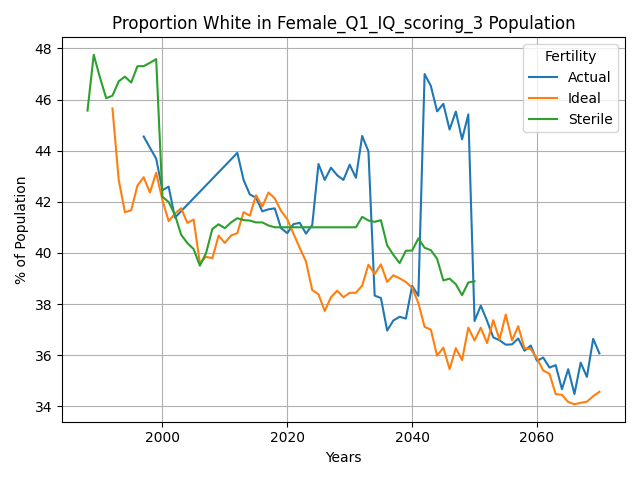 Proportion White in Female_Q1_IQ_scoring_3 Population
Fertility
Actual
Ideal
Sterile
% of Population
48
46
44
42
40
38
36
34
2000
2020
2040
2060
Years